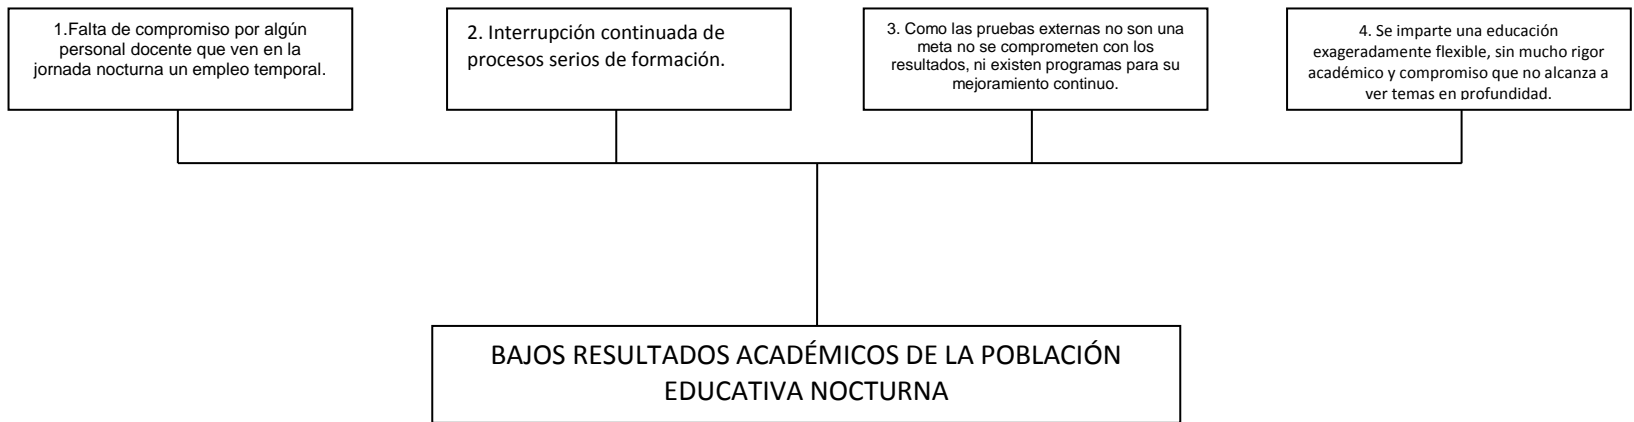 1.Falta de compromiso por algún
personal docente que ven en la
jornada nocturna un empleo temporal.
2. Interrupción continuada de
procesos serios de formación.
3. Como las pruebas externas no son una
meta no se comprometen con los
resultados, ni existen programas para su
mejoramiento continuo.
4. Se imparte una educación
exageradamente flexible, sin mucho rigor
académico y compromiso que no alcanza a
ver temas en profundidad.
BAJOS RESULTADOS ACADÉMICOS DE LA POBLACIÓN
EDUCATIVA NOCTURNA